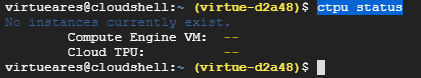 virtueares@cloudshell:~ (virtue-d2a48)$ ctpu status
No instances currently exist.
Compute Engine VM:  --
Cloud TPU:          --
virtueares@cloudshell:~ (virtue-d2a48)$